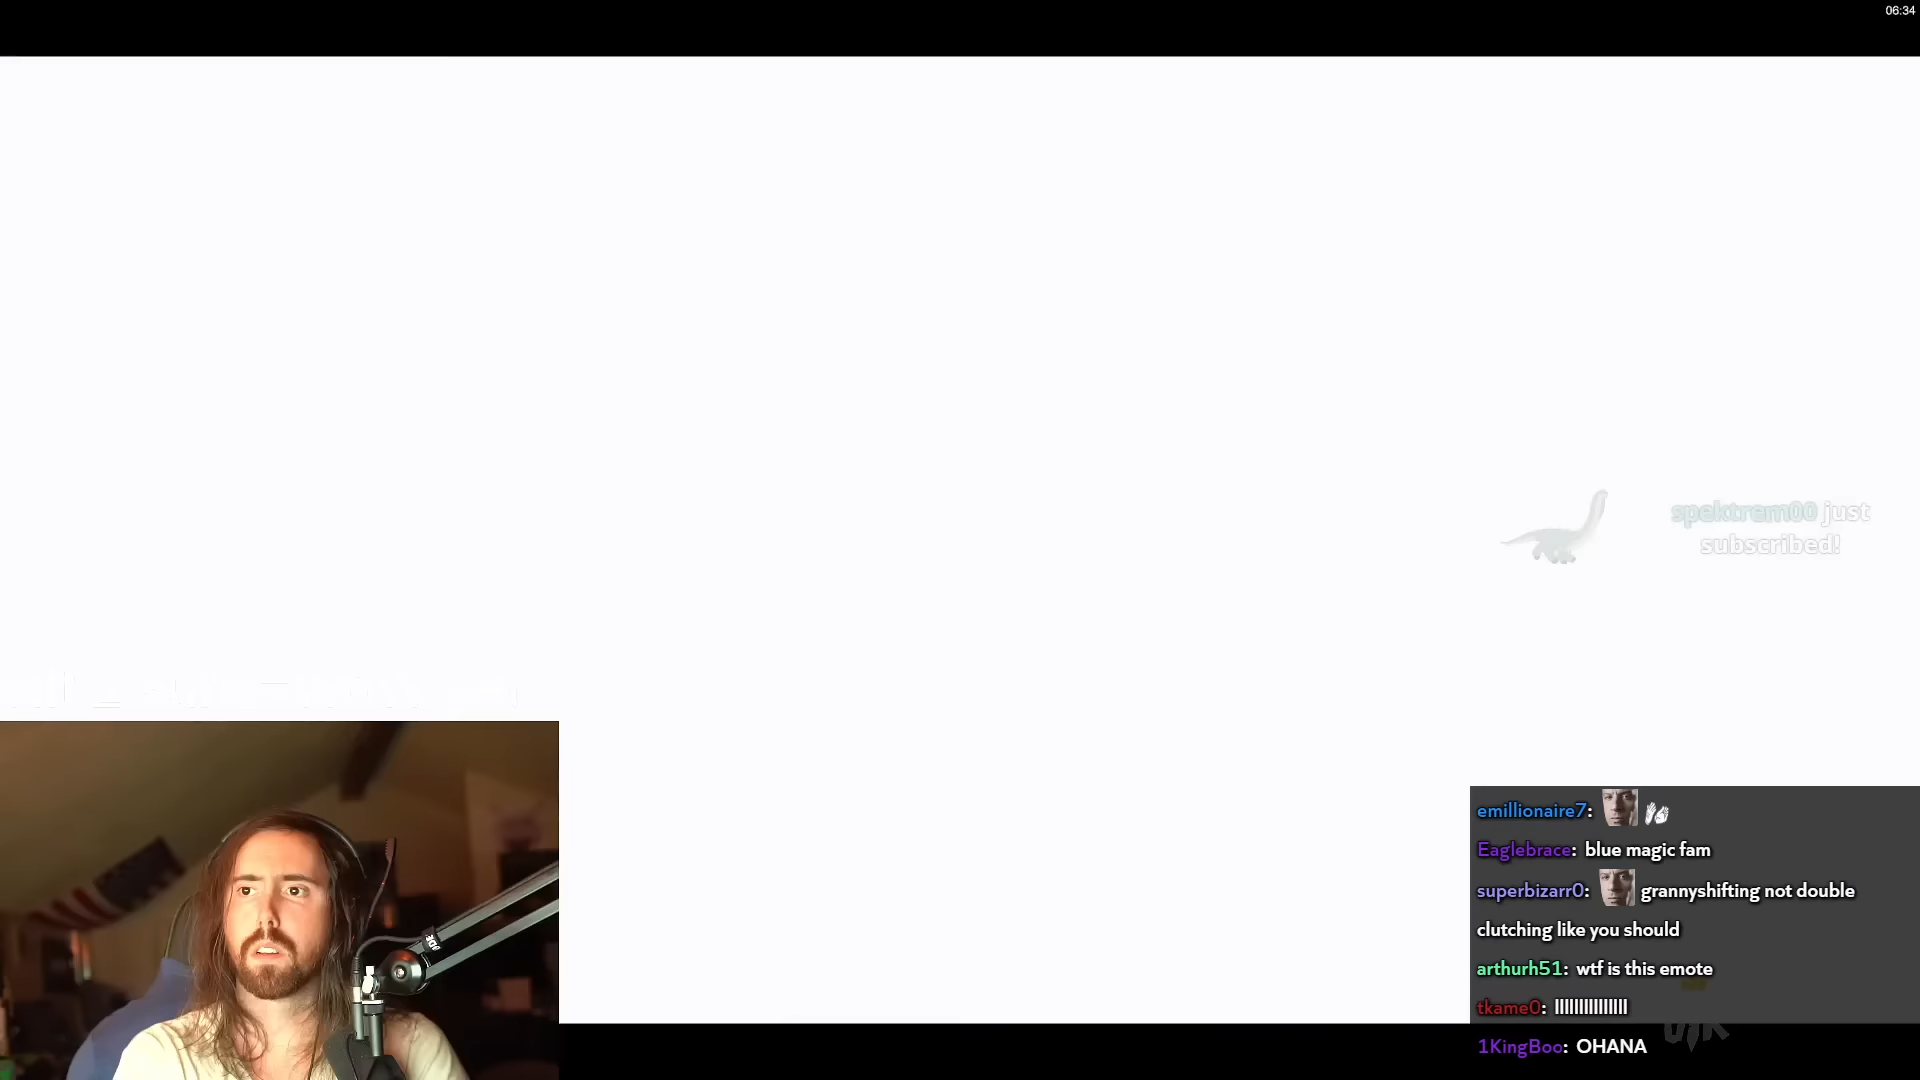 06:34
spektrem00 just
subscribed!
emillionaire7:
Eaglebrace: blue magic fam
superbizarr0: grannyshifting not double
clutching like you should
arthurh51: wtf is this emote
tkame0: llllllllllllllll
1KingBoo: OHANA